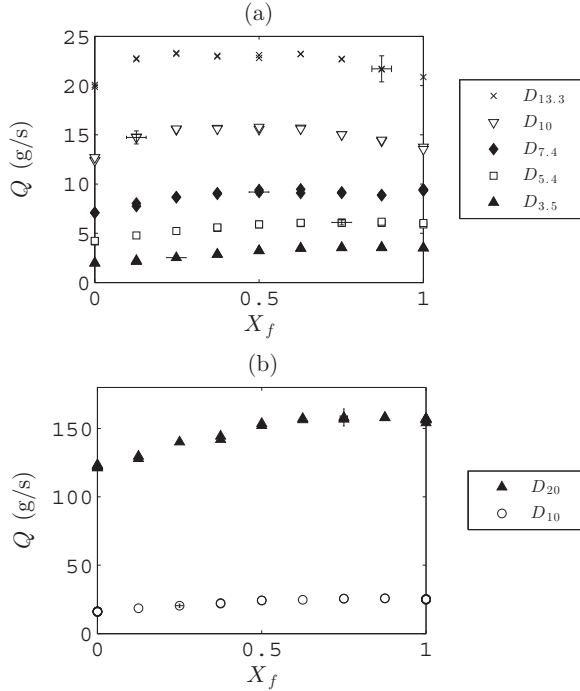 (a)
25
20
15
10
5
0
Q (g/s)
0
0.5
1
X_f
D_{13.3}
D_{10}
D_{7.4}
D_{5.4}
D_{3.5}
(b)
150
100
50
0
Q (g/s)
0
0.5
1
X_f
D_{20}
D_{10}